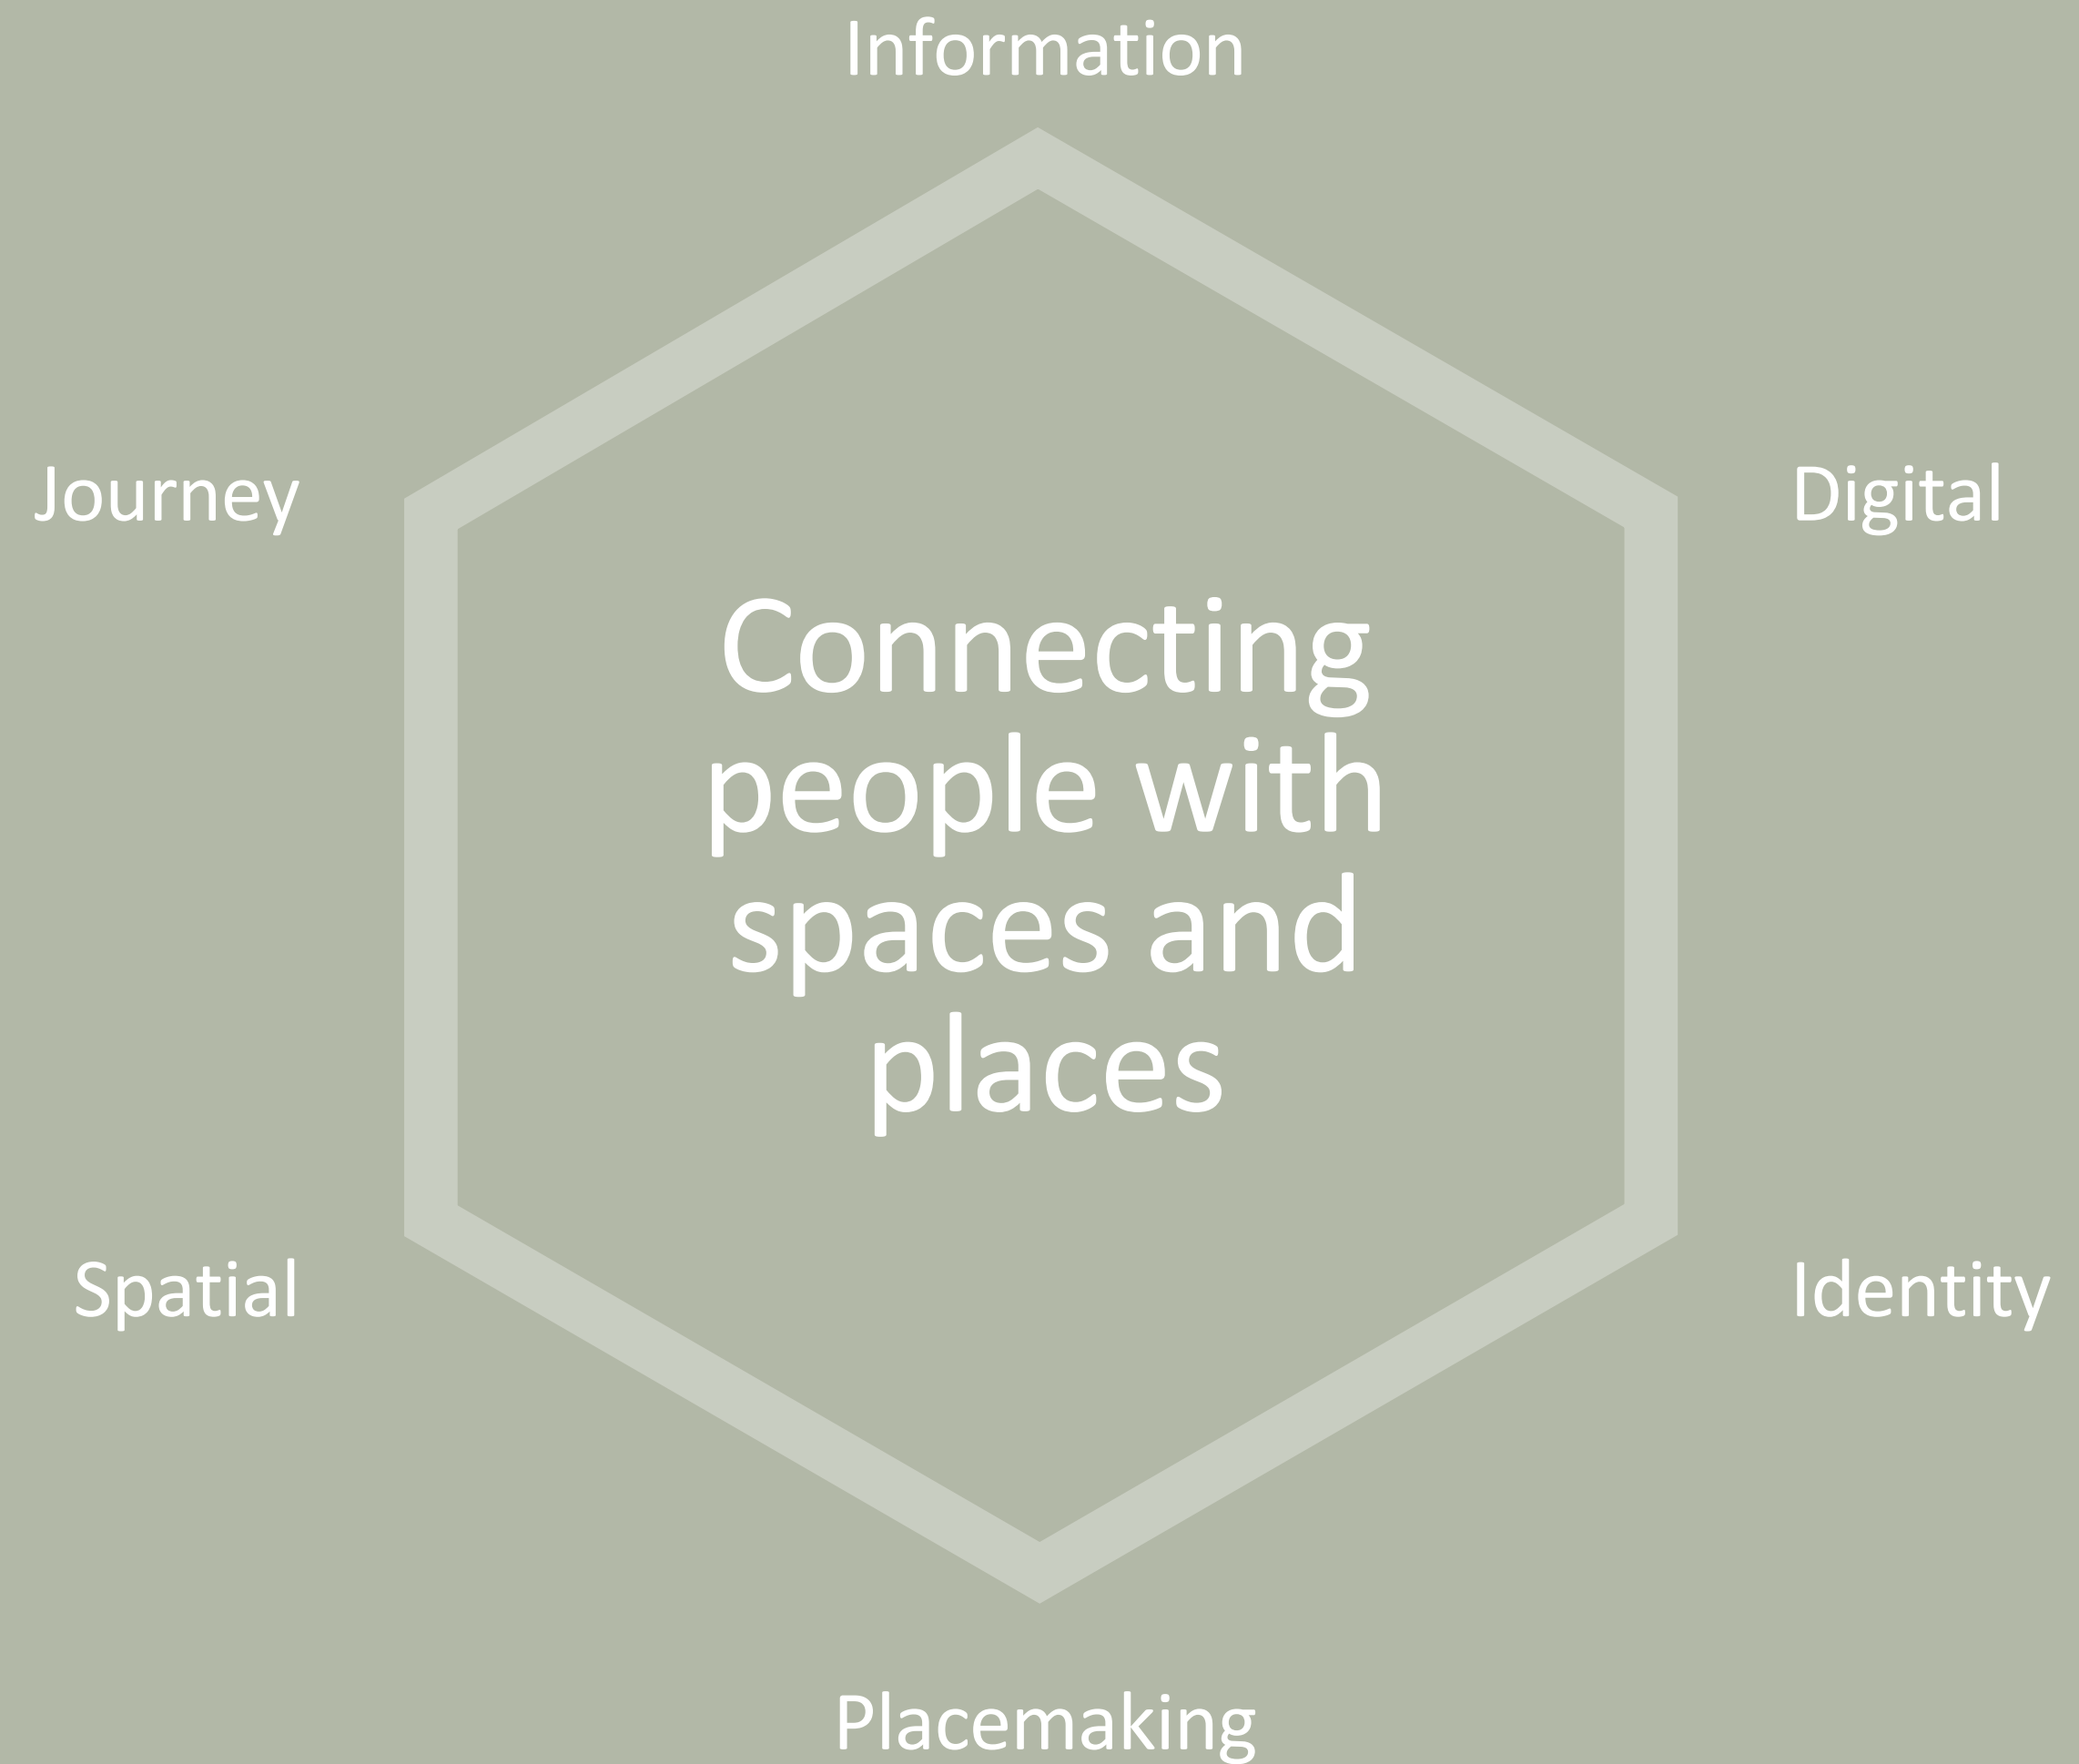 Information
Journey
Digital
Connecting
people with
spaces and
places
Spatial
Identity
Placemaking